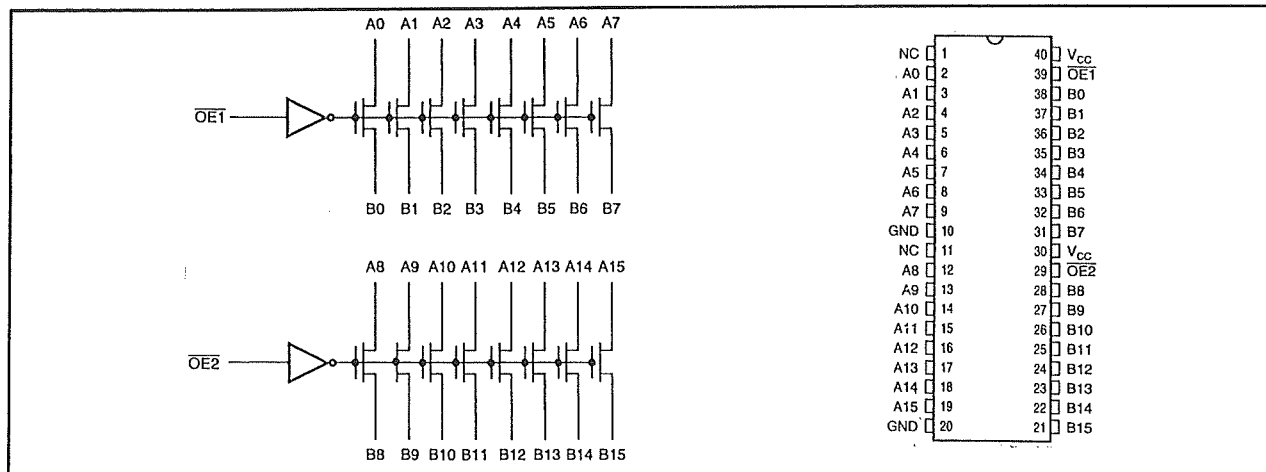 A0 A1 A2 A3 A4 A5 A6 A7
OE1
B0 B1 B2 B3 B4 B5 B6 B7
A8 A9 A10 A11 A12 A13 A14 A15
OE2
B8 B9 B10 B11 B12 B13 B14 B15
NC 1 40 VCC
A0 2 39 OE1
A1 3 38 B0
A2 4 37 B1
A3 5 36 B2
A4 6 35 B3
A5 7 34 B4
A6 8 33 B5
A7 9 32 B6
GND 10 31 B7
NC 11 30 VCC
A8 12 29 OE2
A9 13 28 B8
A10 14 27 B9
A11 15 26 B10
A12 16 25 B11
A13 17 24 B12
A14 18 23 B13
A15 19 22 B14
GND 20 21 B15